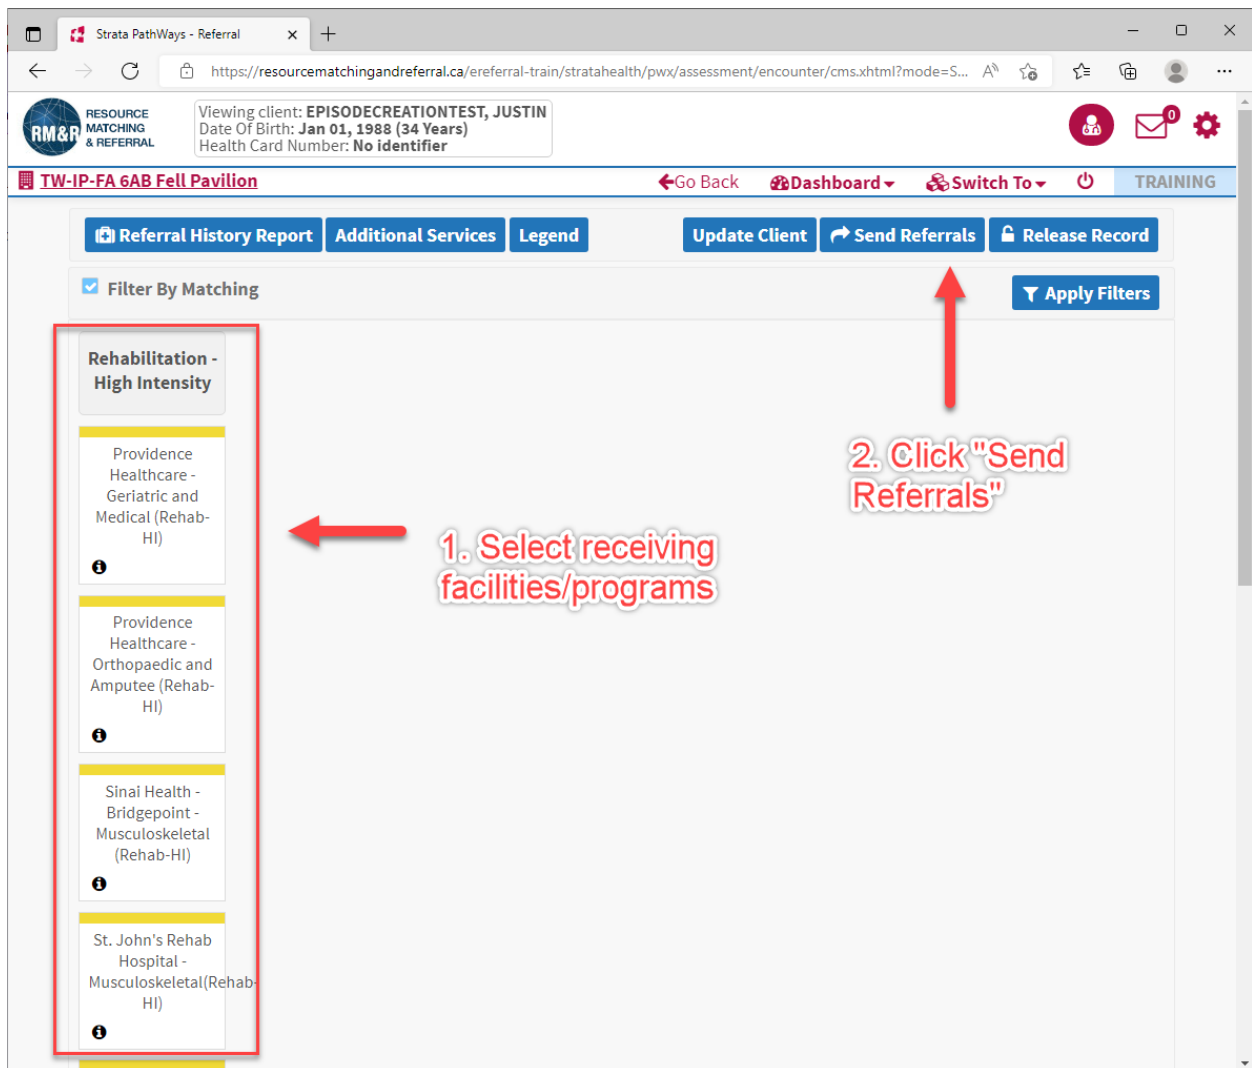 Strata PathWays - Referral
https://resourcematchingandreferral.ca/ereferral-train/stratahealth/pwx/assessment/encounter/cms.xhtml?mode=S...
RM&R
RESOURCE
MATCHING
& REFERRAL
Viewing client: EPISODECREATIONTEST, JUSTIN
Date Of Birth: Jan 01, 1988 (34 Years)
Health Card Number: No identifier
0
TW-IP-FA 6AB Fell Pavilion
Go Back
Dashboard
Switch To
TRAINING
Referral History Report
Additional Services
Legend
Update Client
Send Referrals
Release Record
Filter By Matching
Apply Filters
Rehabilitation -
High Intensity
Providence
Healthcare -
Geriatric and
Medical (Rehab-
HI)
Providence
Healthcare -
Orthopaedic and
Amputee (Rehab-
HI)
Sinai Health -
Bridgepoint -
Musculoskeletal
(Rehab-HI)
St. John's Rehab
Hospital -
Musculoskeletal(Rehab-
HI)
1. Select receiving
facilities/programs
2. Click "Send
Referrals"